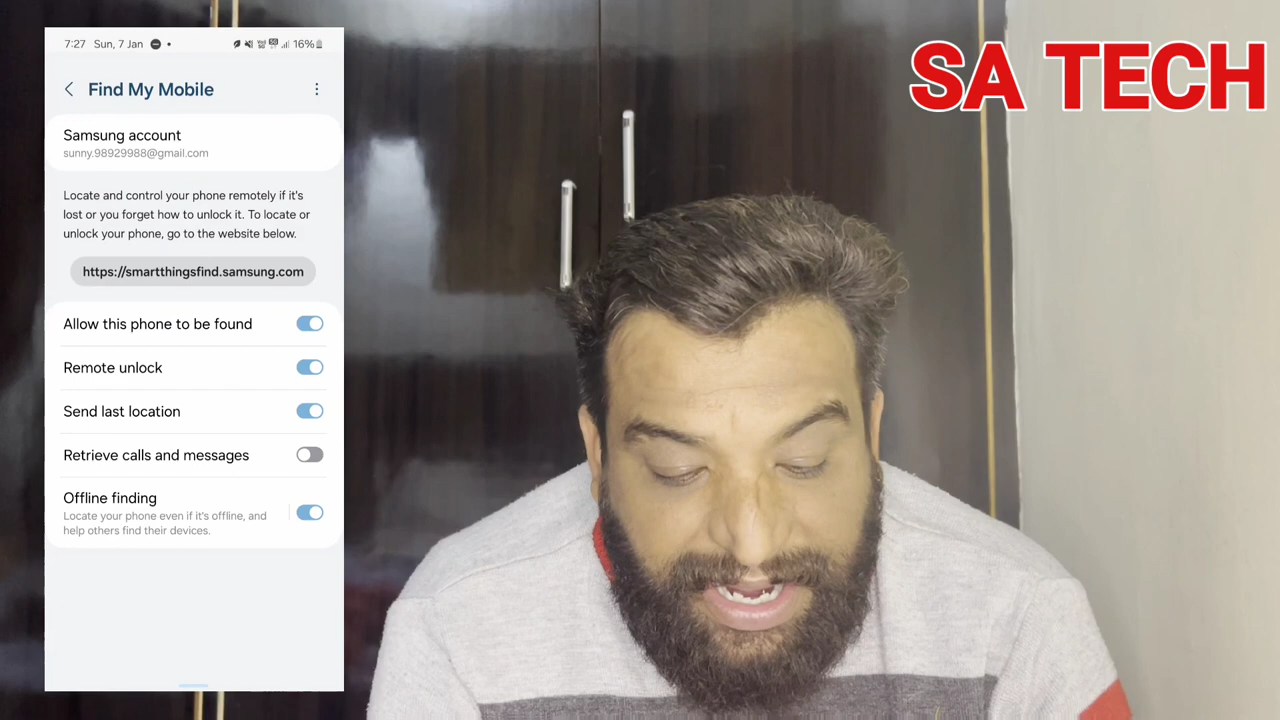 7:27 Sun, 7 Jan
16%
SA TECH
Find My Mobile
Samsung account
sunny.98929988@gmail.com
Locate and control your phone remotely if it's
lost or you forget how to unlock it. To locate or
unlock your phone, go to the website below.
https://smartthingsfind.samsung.com
Allow this phone to be found
Remote unlock
Send last location
Retrieve calls and messages
Offline finding
Locate your phone even if it's offline, and
help others find their devices.